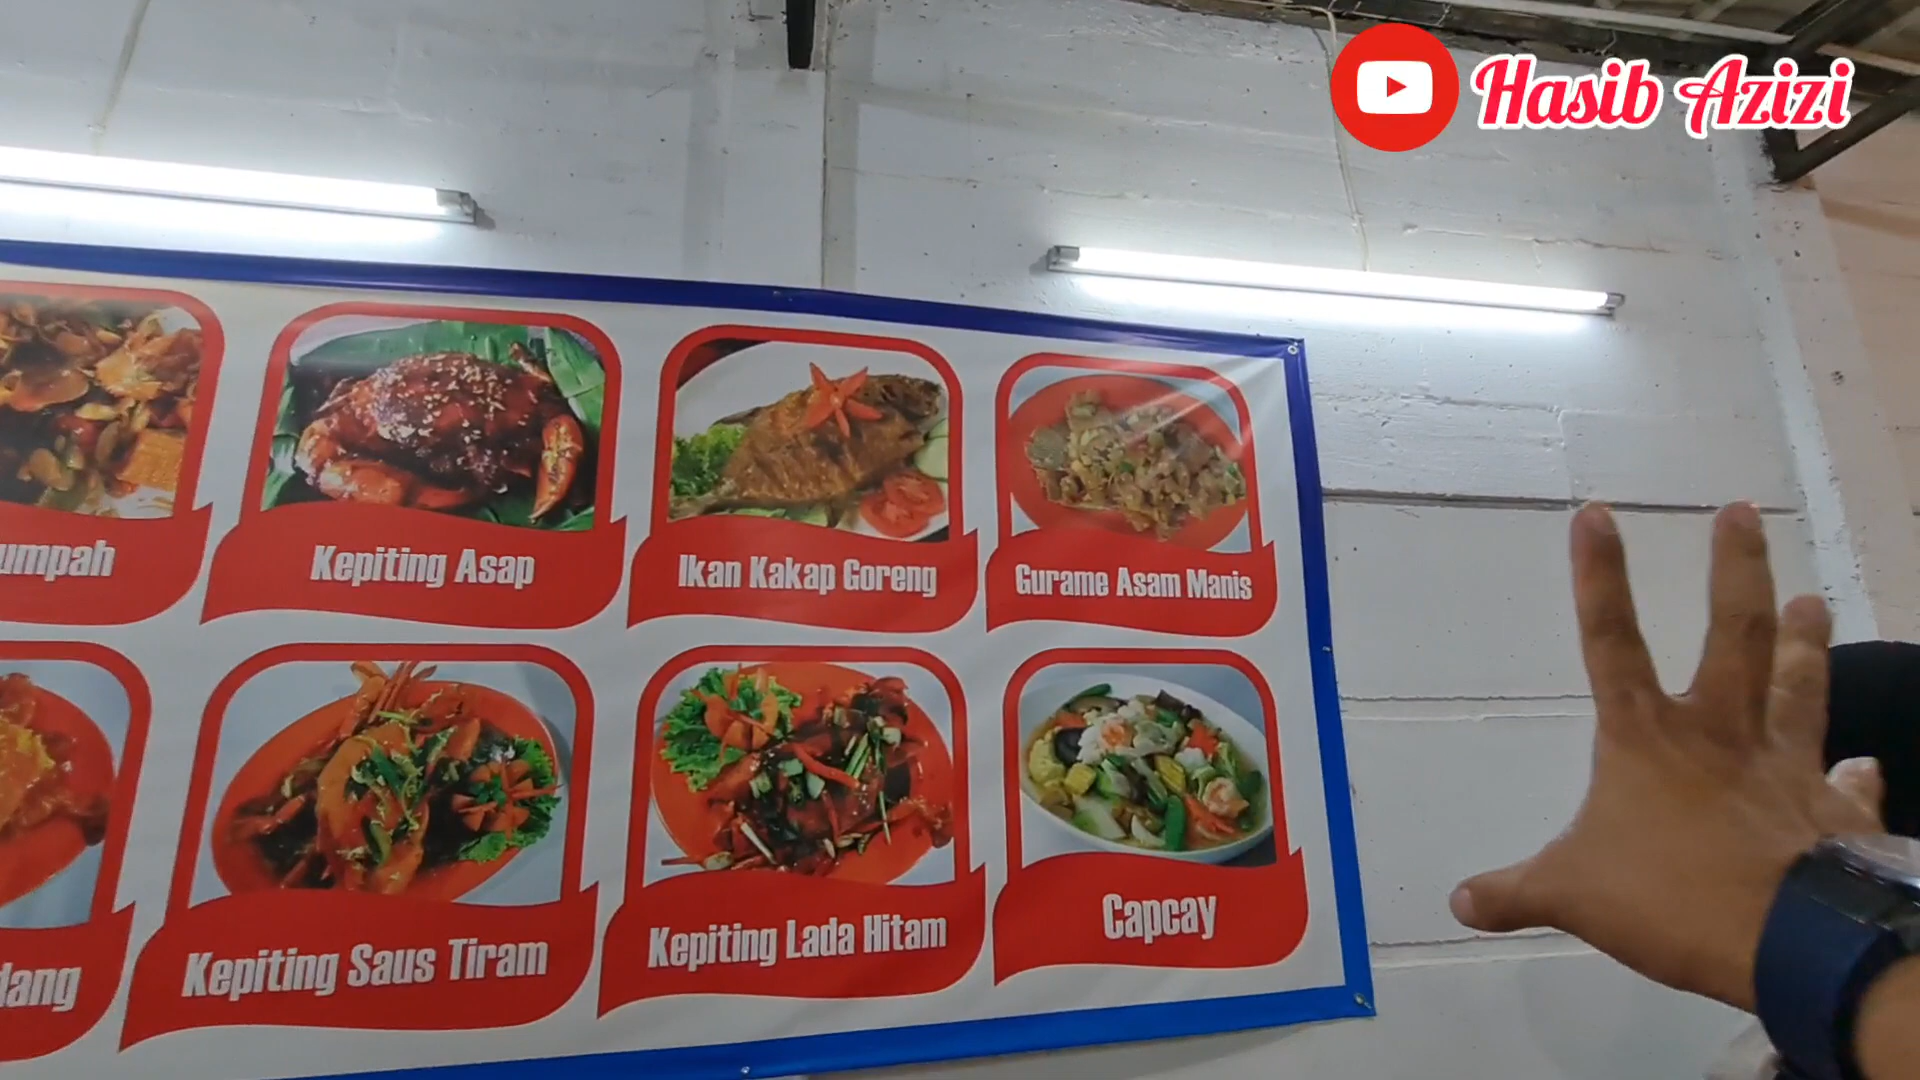 Hasib Azizi
Kepiting Asap
Ikan Kakap Goreng
Gurame Asam Manis
Kepiting Saus Tiram
Kepiting Lada Hitam
Capcay